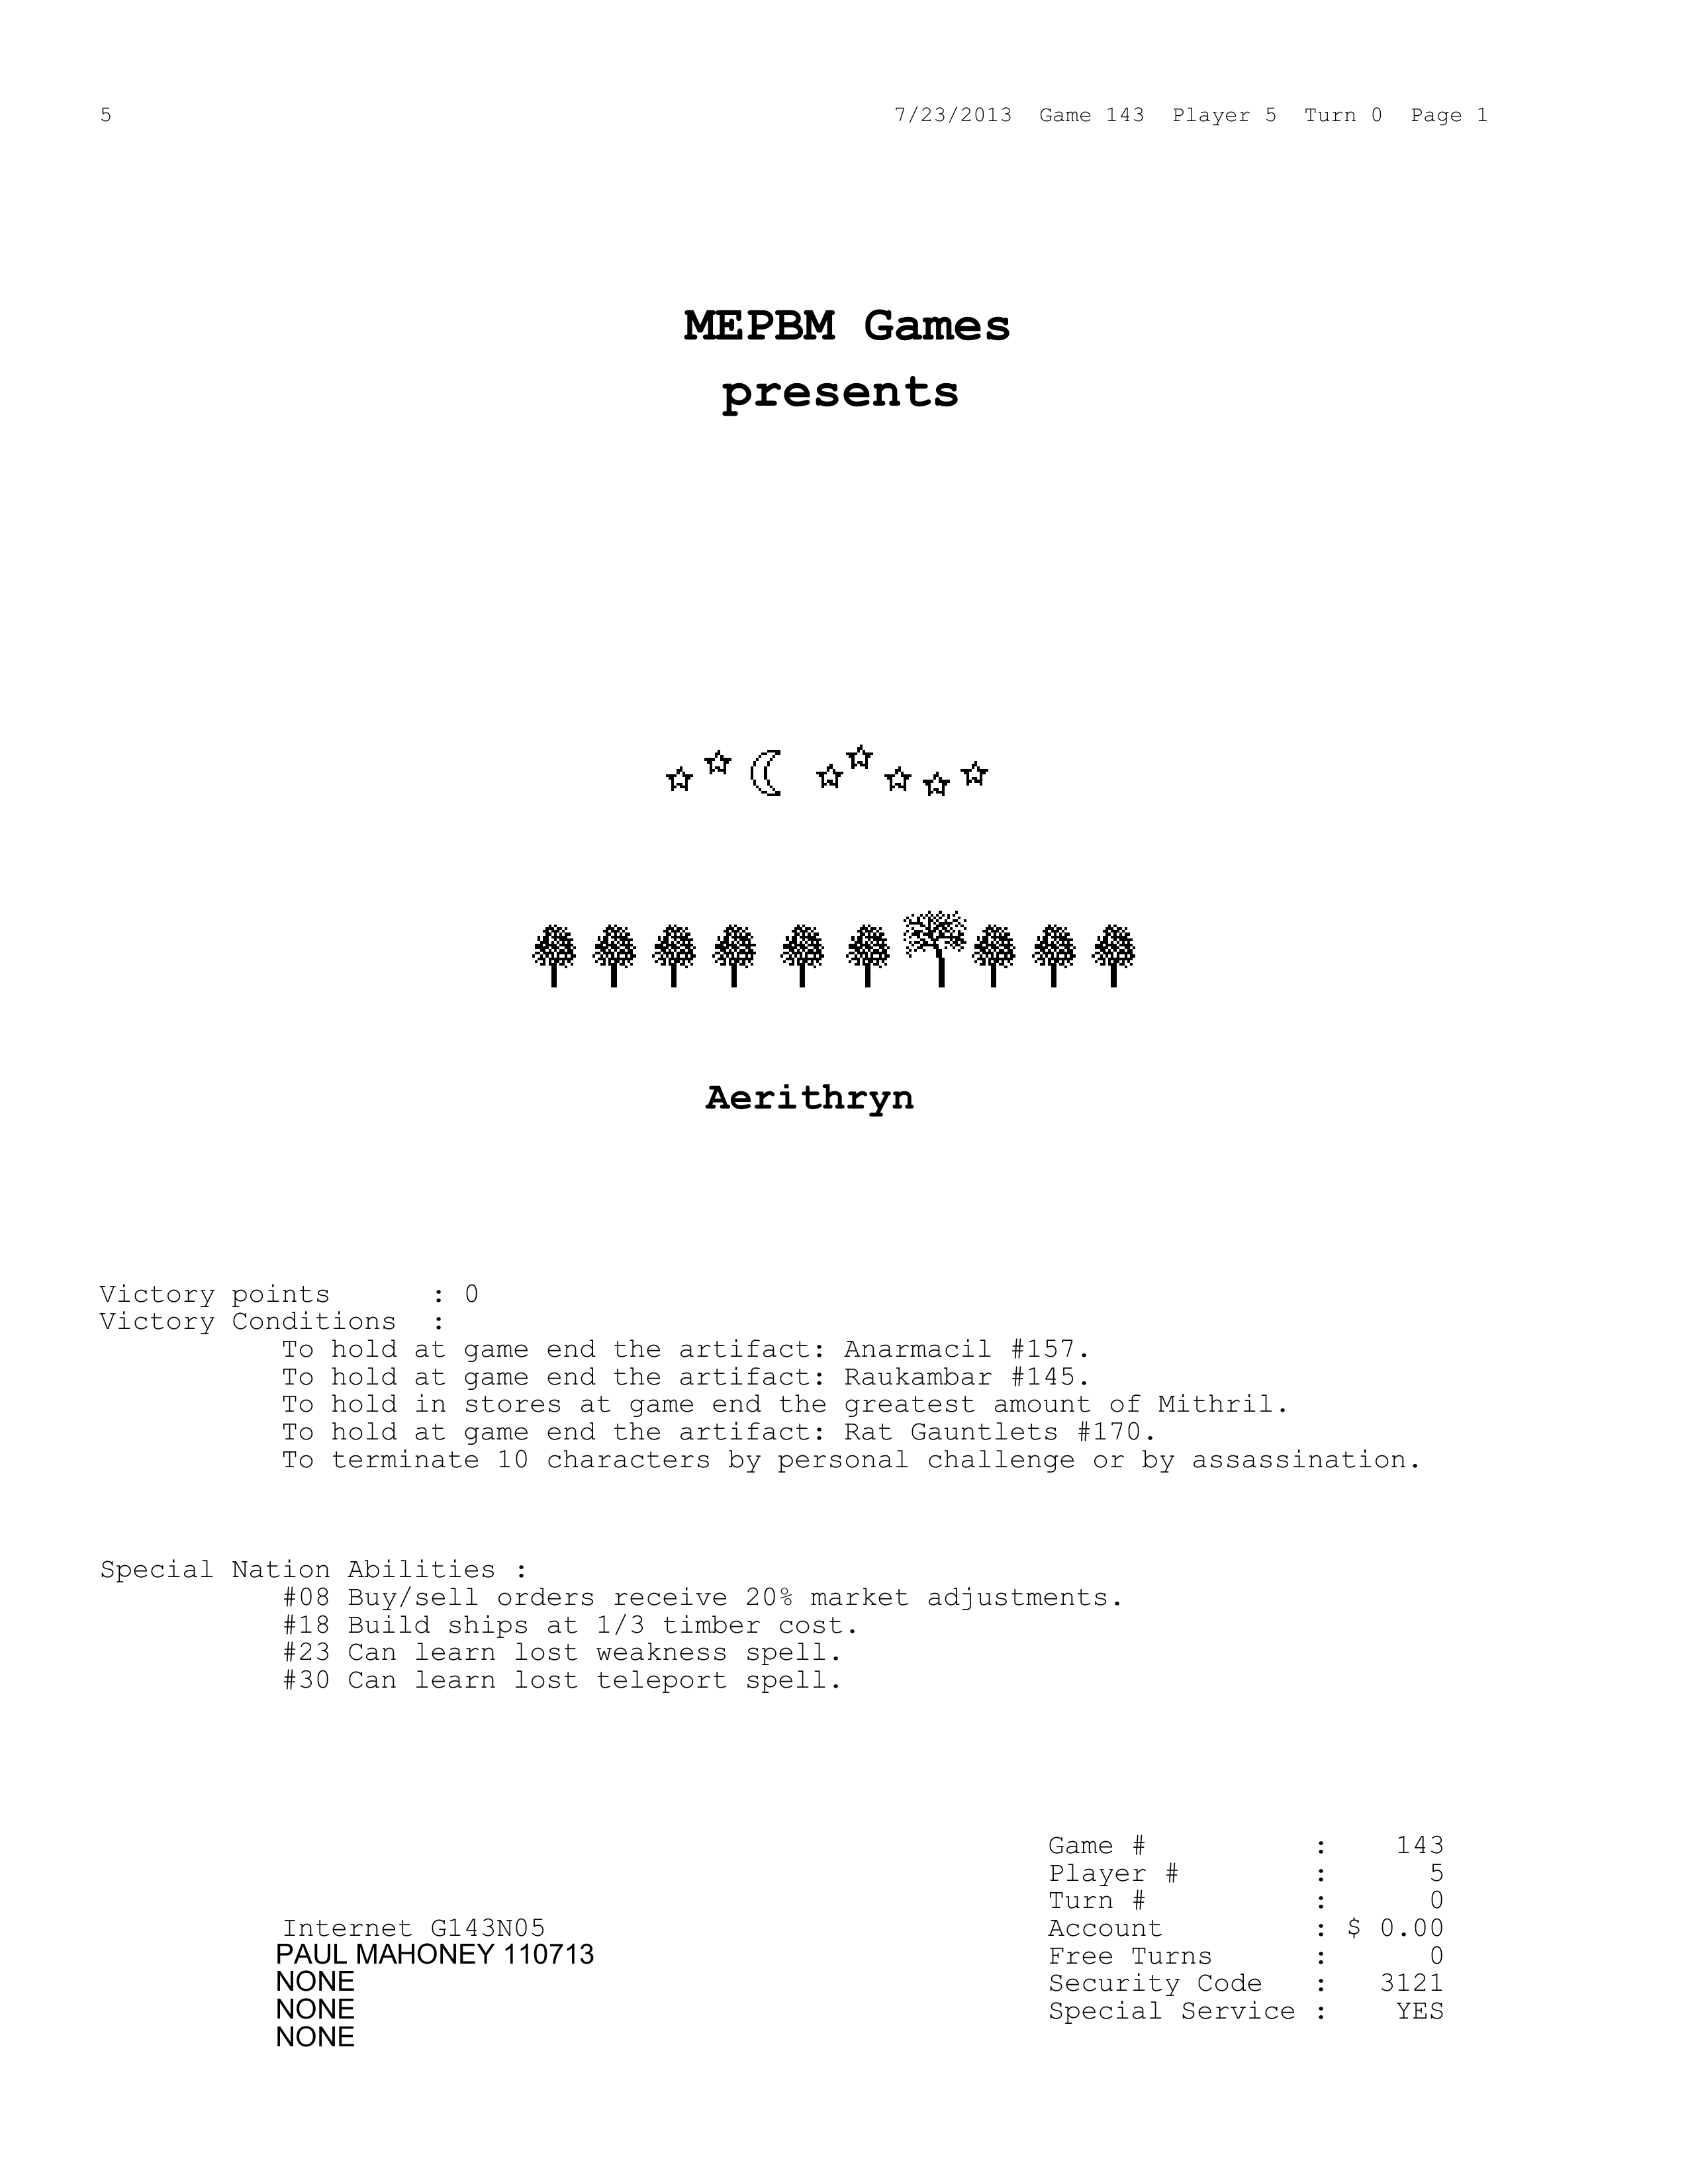 5 7/23/2013 Game 143 Player 5 Turn 0 Page 1
MEPBM Games
presents
Aerithryn
Victory points : 0
Victory Conditions :
To hold at game end the artifact: Anarmacil #157.
To hold at game end the artifact: Raukambar #145.
To hold in stores at game end the greatest amount of Mithril.
To hold at game end the artifact: Rat Gauntlets #170.
To terminate 10 characters by personal challenge or by assassination.
Special Nation Abilities :
#08 Buy/sell orders receive 20% market adjustments.
#18 Build ships at 1/3 timber cost.
#23 Can learn lost weakness spell.
#30 Can learn lost teleport spell.
Game # : 143
Player # : 5
Turn # : 0
Internet G143N05 Account : $ 0.00
PAUL MAHONEY 110713 Free Turns : 0
NONE Security Code : 3121
NONE Special Service : YES
NONE